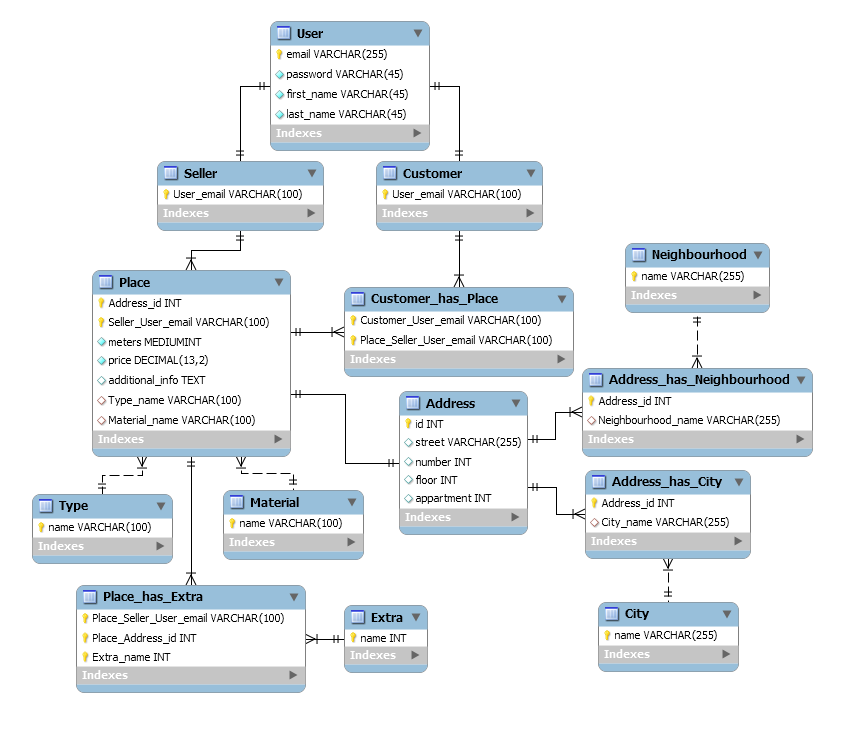 User
email VARCHAR(255)
password VARCHAR(45)
first_name VARCHAR(45)
last_name VARCHAR(45)
Indexes
Seller
User_email VARCHAR(100)
Indexes
Customer
User_email VARCHAR(100)
Indexes
Place
Address_id INT
Seller_User_email VARCHAR(100)
meters MEDIUMINT
price DECIMAL(13,2)
additional_info TEXT
Type_name VARCHAR(100)
Material_name VARCHAR(100)
Indexes
Customer_has_Place
Customer_User_email VARCHAR(100)
Place_Seller_User_email VARCHAR(100)
Indexes
Neighbourhood
name VARCHAR(255)
Indexes
Address_has_Neighbourhood
Address_id INT
Neighbourhood_name VARCHAR(255)
Indexes
Address
id INT
street VARCHAR(255)
number INT
floor INT
appartment INT
Indexes
Address_has_City
Address_id INT
City_name VARCHAR(255)
Indexes
Type
name VARCHAR(100)
Indexes
Material
name VARCHAR(100)
Indexes
Place_has_Extra
Place_Seller_User_email VARCHAR(100)
Place_Address_id INT
Extra_name INT
Indexes
Extra
name INT
Indexes
City
name VARCHAR(255)
Indexes